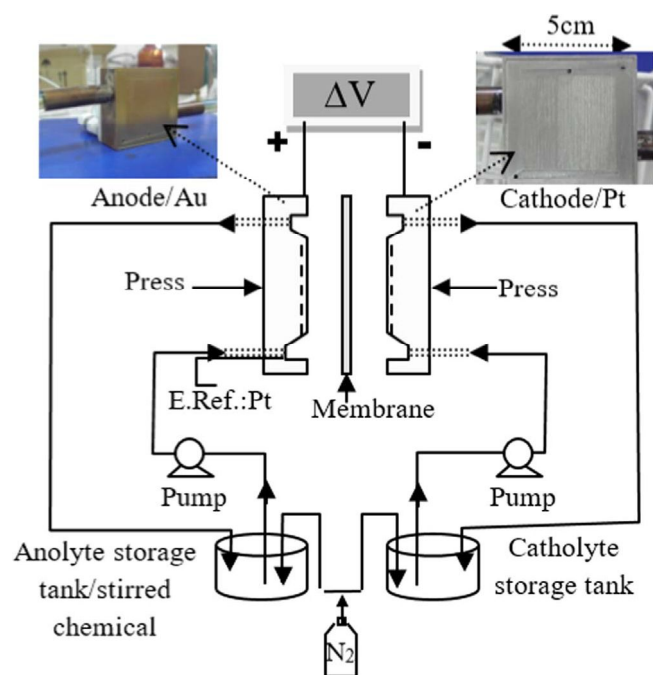 5cm
ΔV
+
-
Anode/Au
Cathode/Pt
Press
Press
E.Ref.:Pt
Membrane
Pump
Pump
Anolyte storage
tank/stirred
chemical
Catholyte
storage tank
N₂